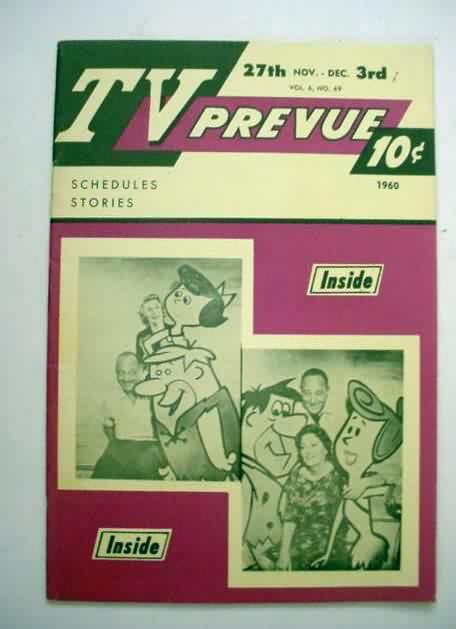 27th NOV. - DEC. 3rd
VOL. 6, NO. 49
TV PREVUE
10¢
SCHEDULES
STORIES
1960
Inside
Inside